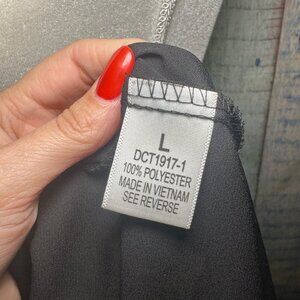 L
DCT1917-1
100% POLYESTER
MADE IN VIETNAM
SEE REVERSE